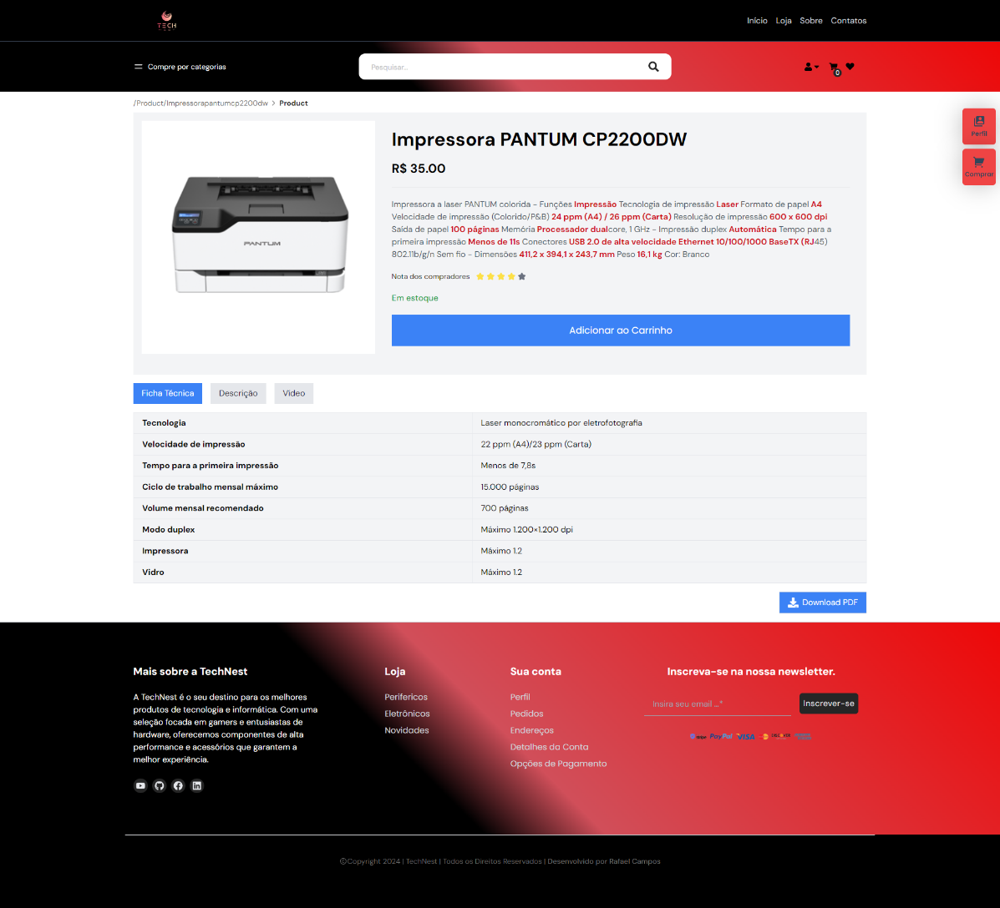 TECH
Início Loja Sobre Contatos
Compre por categorias
Pesquisar...
0
/Product/Impressorapantumcp2200dw > Product
Perfil
Comprar
PANTUM
Impressora PANTUM CP2200DW
R$ 35.00
Impressora a laser PANTUM colorida - Funções Impressão Tecnologia de impressão Laser Formato de papel A4
Velocidade de impressão (Colorido/P&B) 24 ppm (A4) / 26 ppm (Carta) Resolução de impressão 600 x 600 dpi
Saída de papel 100 páginas Memória Processador dualcore, 1 GHz - Impressão duplex Automática Tempo para a
primeira impressão Menos de 11s Conectores USB 2.0 de alta velocidade Ethernet 10/100/1000 BaseTX (RJ45)
802.11b/g/n Sem fio - Dimensões 411,2 x 394,1 x 243,7 mm Peso 16,1 kg Cor: Branco
Nota dos compradores
Em estoque
Adicionar ao Carrinho
Ficha Técnica Descrição Video
Tecnologia Laser monocromático por eletrofotografia
Velocidade de impressão 22 ppm (A4)/23 ppm (Carta)
Tempo para a primeira impressão Menos de 7,8s
Ciclo de trabalho mensal máximo 15.000 páginas
Volume mensal recomendado 700 páginas
Modo duplex Máximo 1.200×1.200 dpi
Impressora Máximo 1.2
Vidro Máximo 1.2
Download PDF
Mais sobre a TechNest
A TechNest é o seu destino para os melhores
produtos de tecnologia e informática. Com uma
seleção focada em gamers e entusiastas de
hardware, oferecemos componentes de alta
performance e acessórios que garantem a
melhor experiência.
Loja
Perifericos
Eletrônicos
Novidades
Sua conta
Perfil
Pedidos
Endereços
Detalhes da Conta
Opções de Pagamento
Inscreva-se na nossa newsletter.
Insira seu email ...*
Inscrever-se
PayPal VISA
©Copyright 2024 | TechNest | Todos os Direitos Reservados | Desenvolvido por Rafael Campos